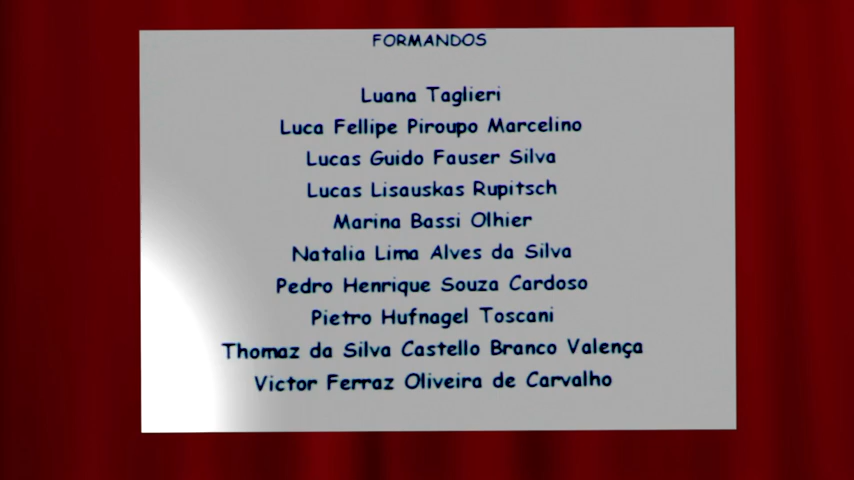 FORMANDOS
Luana Taglieri
Luca Fellipe Piroupo Marcelino
Lucas Guido Fauser Silva
Lucas Lisauskas Rupitsch
Marina Bassi Olhier
Natalia Lima Alves da Silva
Pedro Henrique Souza Cardoso
Pietro Hufnagel Toscani
Thomaz da Silva Castello Branco Valença
Victor Ferraz Oliveira de Carvalho